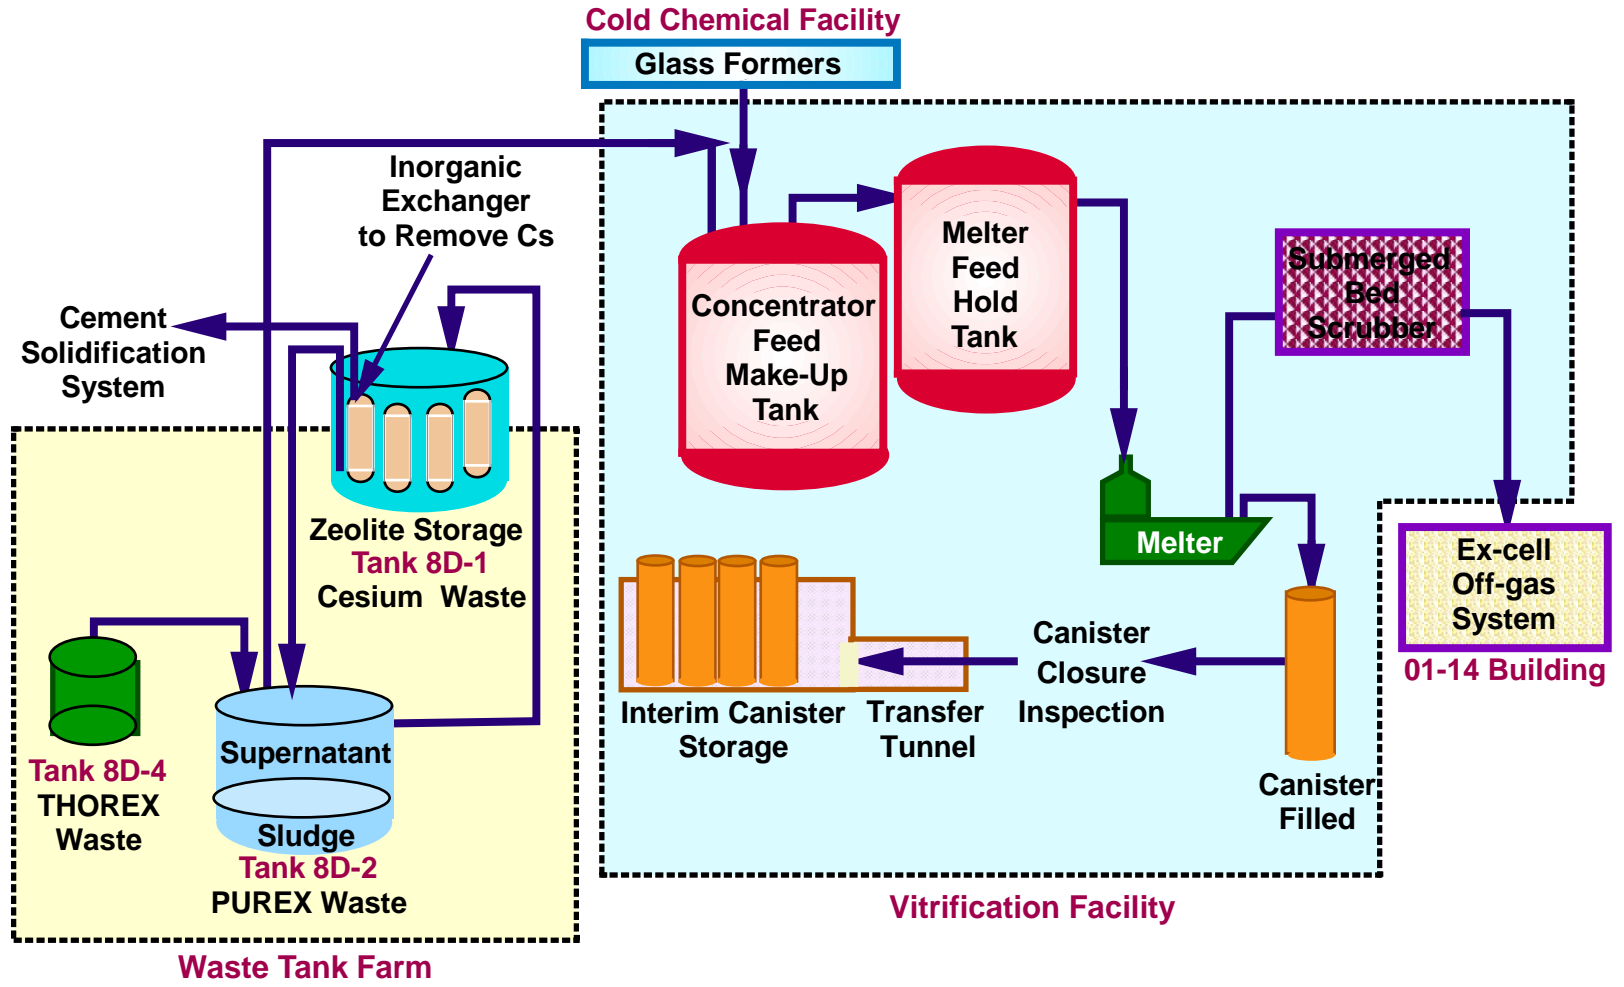 Cold Chemical Facility
Glass Formers
Inorganic
Exchanger
to Remove Cs
Cement
Solidification
System
Zeolite Storage
Tank 8D-1
Cesium Waste
Tank 8D-4
THOREX
Waste
Supernatant
Sludge
Tank 8D-2
PUREX Waste
Waste Tank Farm
Concentrator
Feed
Make-Up
Tank
Melter
Feed
Hold
Tank
Submerged
Bed
Scrubber
Melter
Ex-cell
Off-gas
System
01-14 Building
Canister
Closure
Inspection
Interim Canister
Storage
Transfer
Tunnel
Canister
Filled
Vitrification Facility